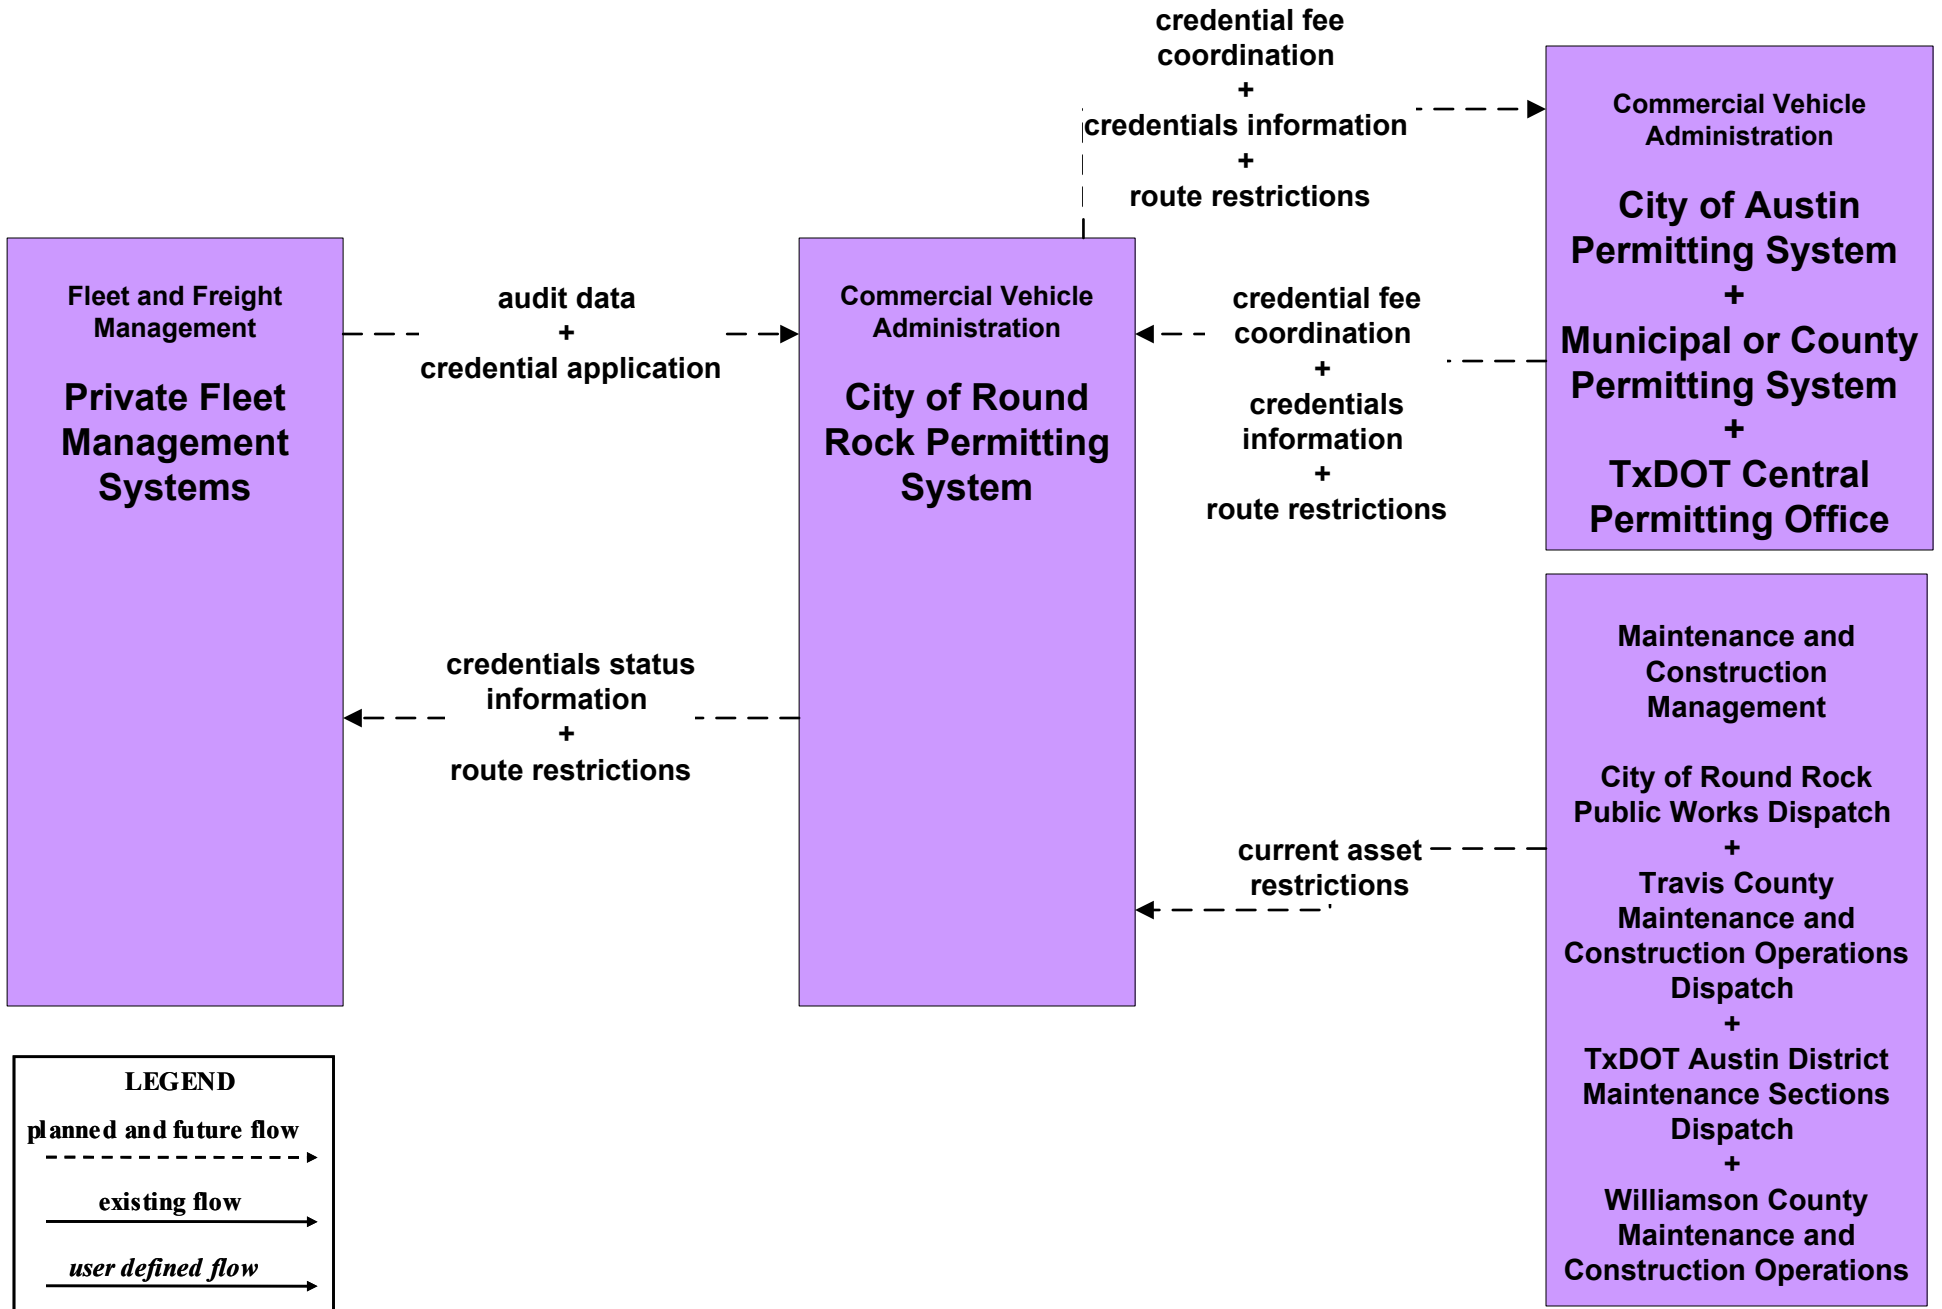 credential fee
coordination
+
credentials information
+
route restrictions
Commercial Vehicle
Administration
City of Austin
Permitting System
+
Municipal or County
Permitting System
+
TxDOT Central
Permitting Office
Fleet and Freight
Management
Private Fleet
Management
Systems
audit data
+
credential application
Commercial Vehicle
Administration
City of Round
Rock Permitting
System
credential fee
coordination
+
credentials
information
+
route restrictions
credentials status
information
+
route restrictions
current asset
restrictions
Maintenance and
Construction
Management
City of Round Rock
Public Works Dispatch
+
Travis County
Maintenance and
Construction Operations
Dispatch
+
TxDOT Austin District
Maintenance Sections
Dispatch
+
Williamson County
Maintenance and
Construction Operations
LEGEND
planned and future flow
existing flow
user defined flow